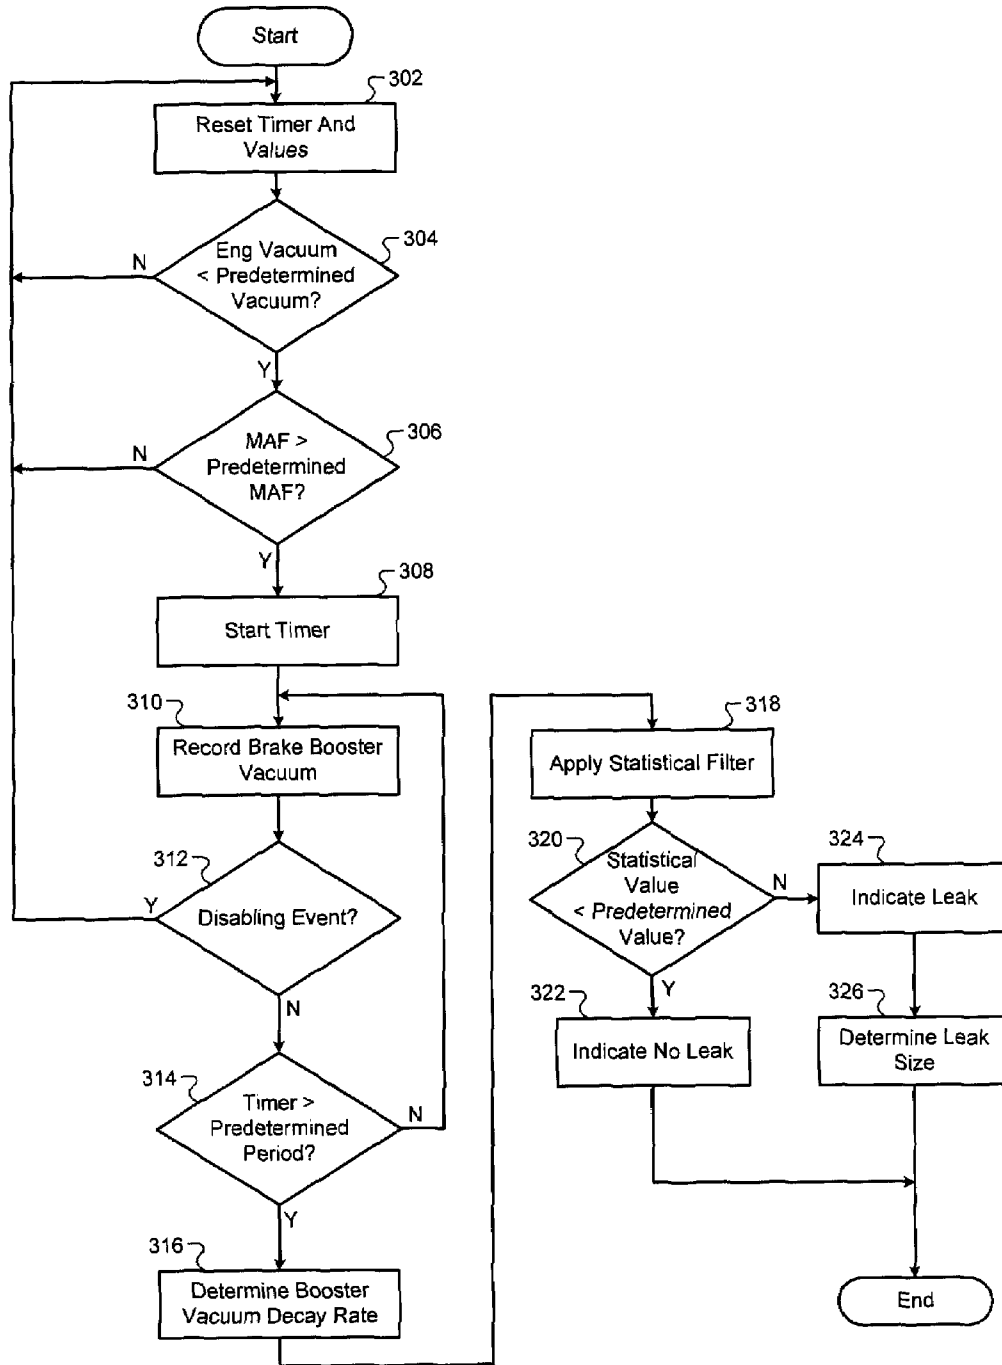 Start
302
Reset Timer And
Values
304
Eng Vacuum
< Predetermined
Vacuum?
N
Y
306
MAF >
Predetermined
MAF?
N
Y
308
Start Timer
310
Record Brake Booster
Vacuum
312
Disabling Event?
Y
N
314
Timer >
Predetermined
Period?
N
Y
316
Determine Booster
Vacuum Decay Rate
318
Apply Statistical Filter
320
Statistical
Value
< Predetermined
Value?
N
Y
324
Indicate Leak
322
Indicate No Leak
326
Determine Leak
Size
End